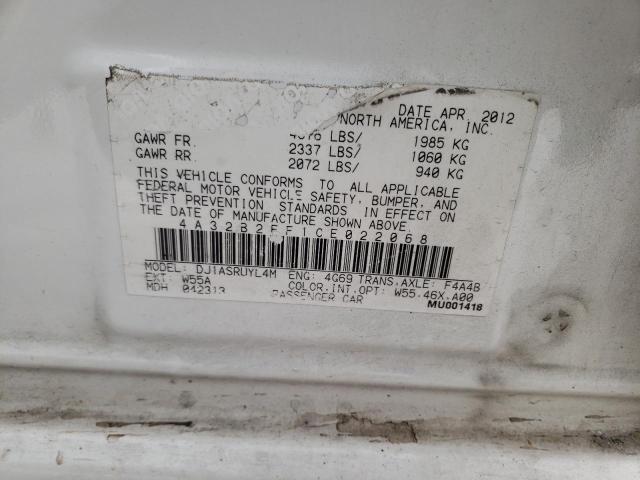 DATE APR. 2012
NORTH AMERICA, INC.
4376 LBS/ 1985 KG
GAWR FR. 2337 LBS/ 1060 KG
GAWR RR. 2072 LBS/ 940 KG
THIS VEHICLE CONFORMS TO ALL APPLICABLE
FEDERAL MOTOR VEHICLE SAFETY, BUMPER, AND
THEFT PREVENTION STANDARDS IN EFFECT ON
THE DATE OF MANUFACTURE SHOWN ABOVE.
4A32B2FF1CE022068
MODEL: DJ1ASRUYL4M ENG: 4G69 TRANS.AXLE: F4A4B
EXT: W55A COLOR.INT.OPT: W55.46X.A00
MDH 042313 PASSENGER CAR
MU001418